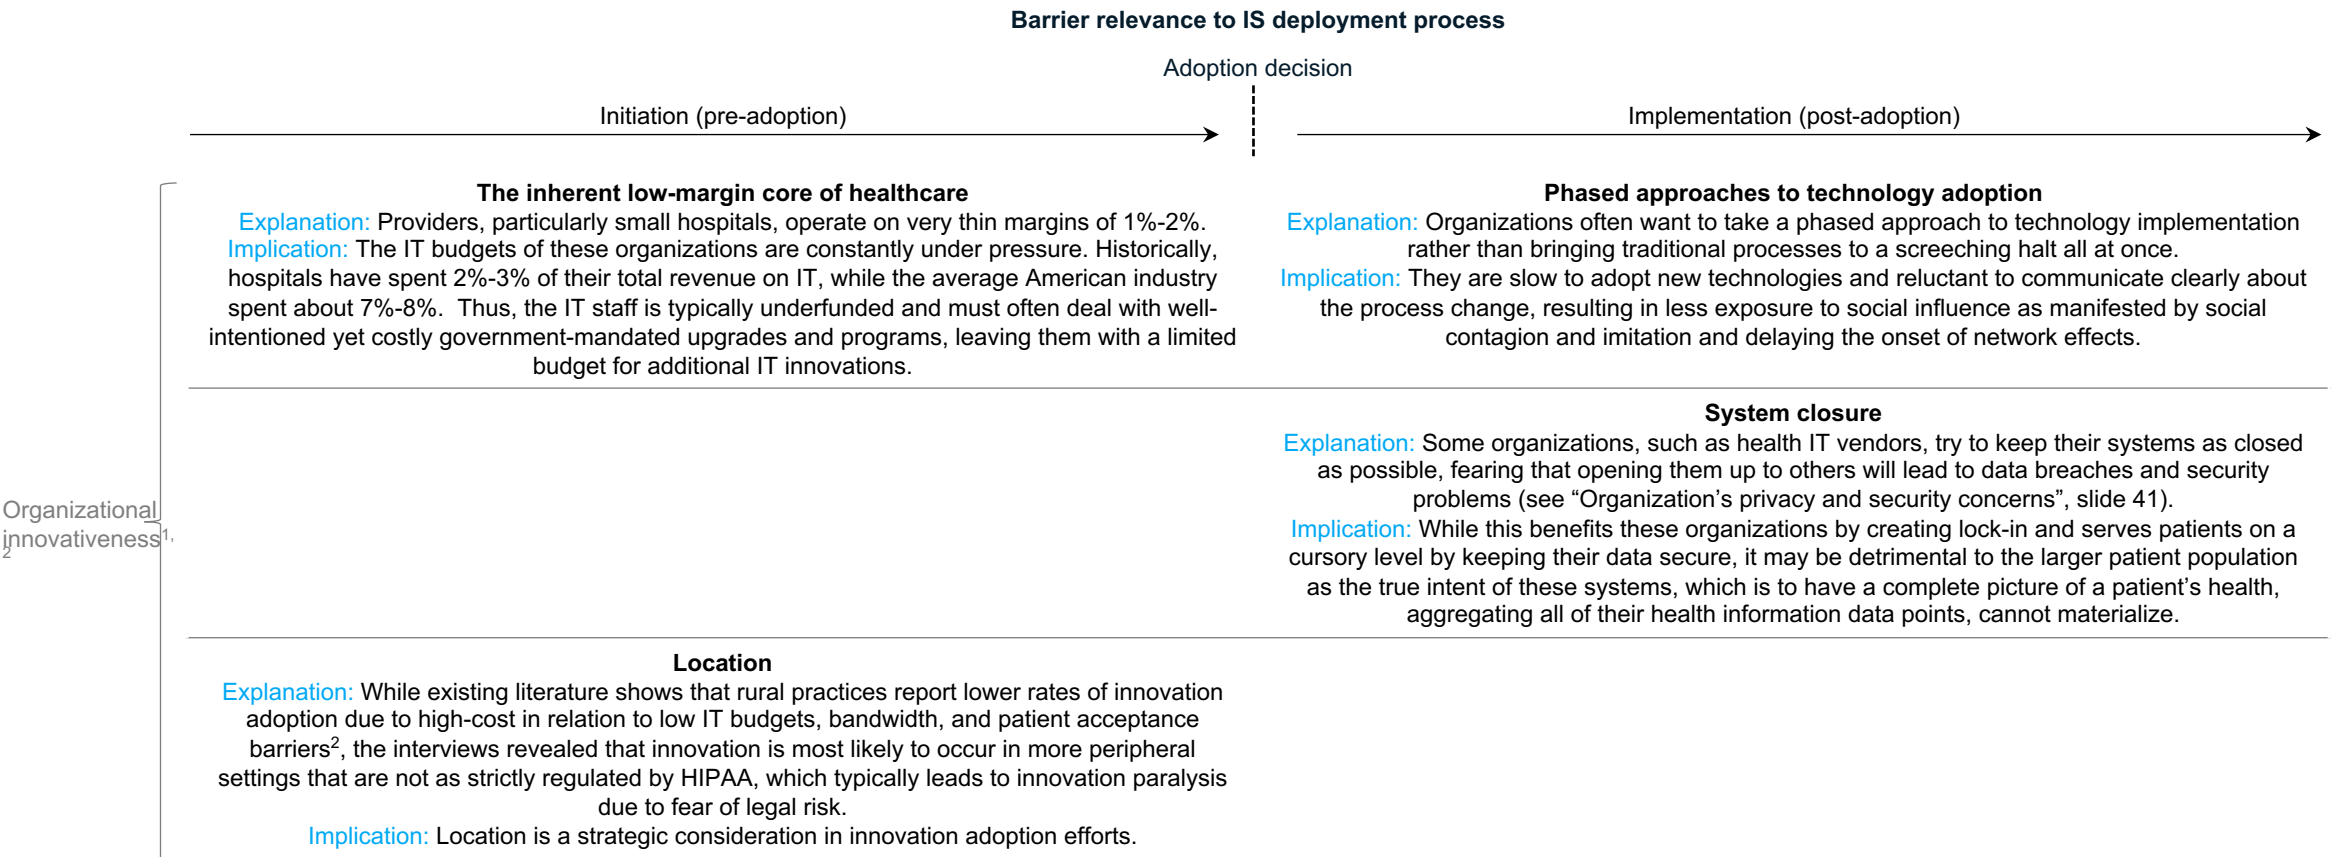 Barrier relevance to IS deployment process
Adoption decision
Initiation (pre-adoption)
Implementation (post-adoption)
The inherent low-margin core of healthcare
Explanation: Providers, particularly small hospitals, operate on very thin margins of 1%-2%.
Implication: The IT budgets of these organizations are constantly under pressure. Historically,
hospitals have spent 2%-3% of their total revenue on IT, while the average American industry
spent about 7%-8%.  Thus, the IT staff is typically underfunded and must often deal with well-
intentioned yet costly government-mandated upgrades and programs, leaving them with a limited
budget for additional IT innovations.
Phased approaches to technology adoption
Explanation: Organizations often want to take a phased approach to technology implementation
rather than bringing traditional processes to a screeching halt all at once.
Implication: They are slow to adopt new technologies and reluctant to communicate clearly about
the process change, resulting in less exposure to social influence as manifested by social
contagion and imitation and delaying the onset of network effects.
System closure
Explanation: Some organizations, such as health IT vendors, try to keep their systems as closed
as possible, fearing that opening them up to others will lead to data breaches and security
problems (see “Organization’s privacy and security concerns”, slide 41).
Implication: While this benefits these organizations by creating lock-in and serves patients on a
cursory level by keeping their data secure, it may be detrimental to the larger patient population
as the true intent of these systems, which is to have a complete picture of a patient’s health,
aggregating all of their health information data points, cannot materialize.
Organizational
innovativeness1,
2
Location
Explanation: While existing literature shows that rural practices report lower rates of innovation
adoption due to high-cost in relation to low IT budgets, bandwidth, and patient acceptance
barriers2, the interviews revealed that innovation is most likely to occur in more peripheral
settings that are not as strictly regulated by HIPAA, which typically leads to innovation paralysis
due to fear of legal risk.
Implication: Location is a strategic consideration in innovation adoption efforts.